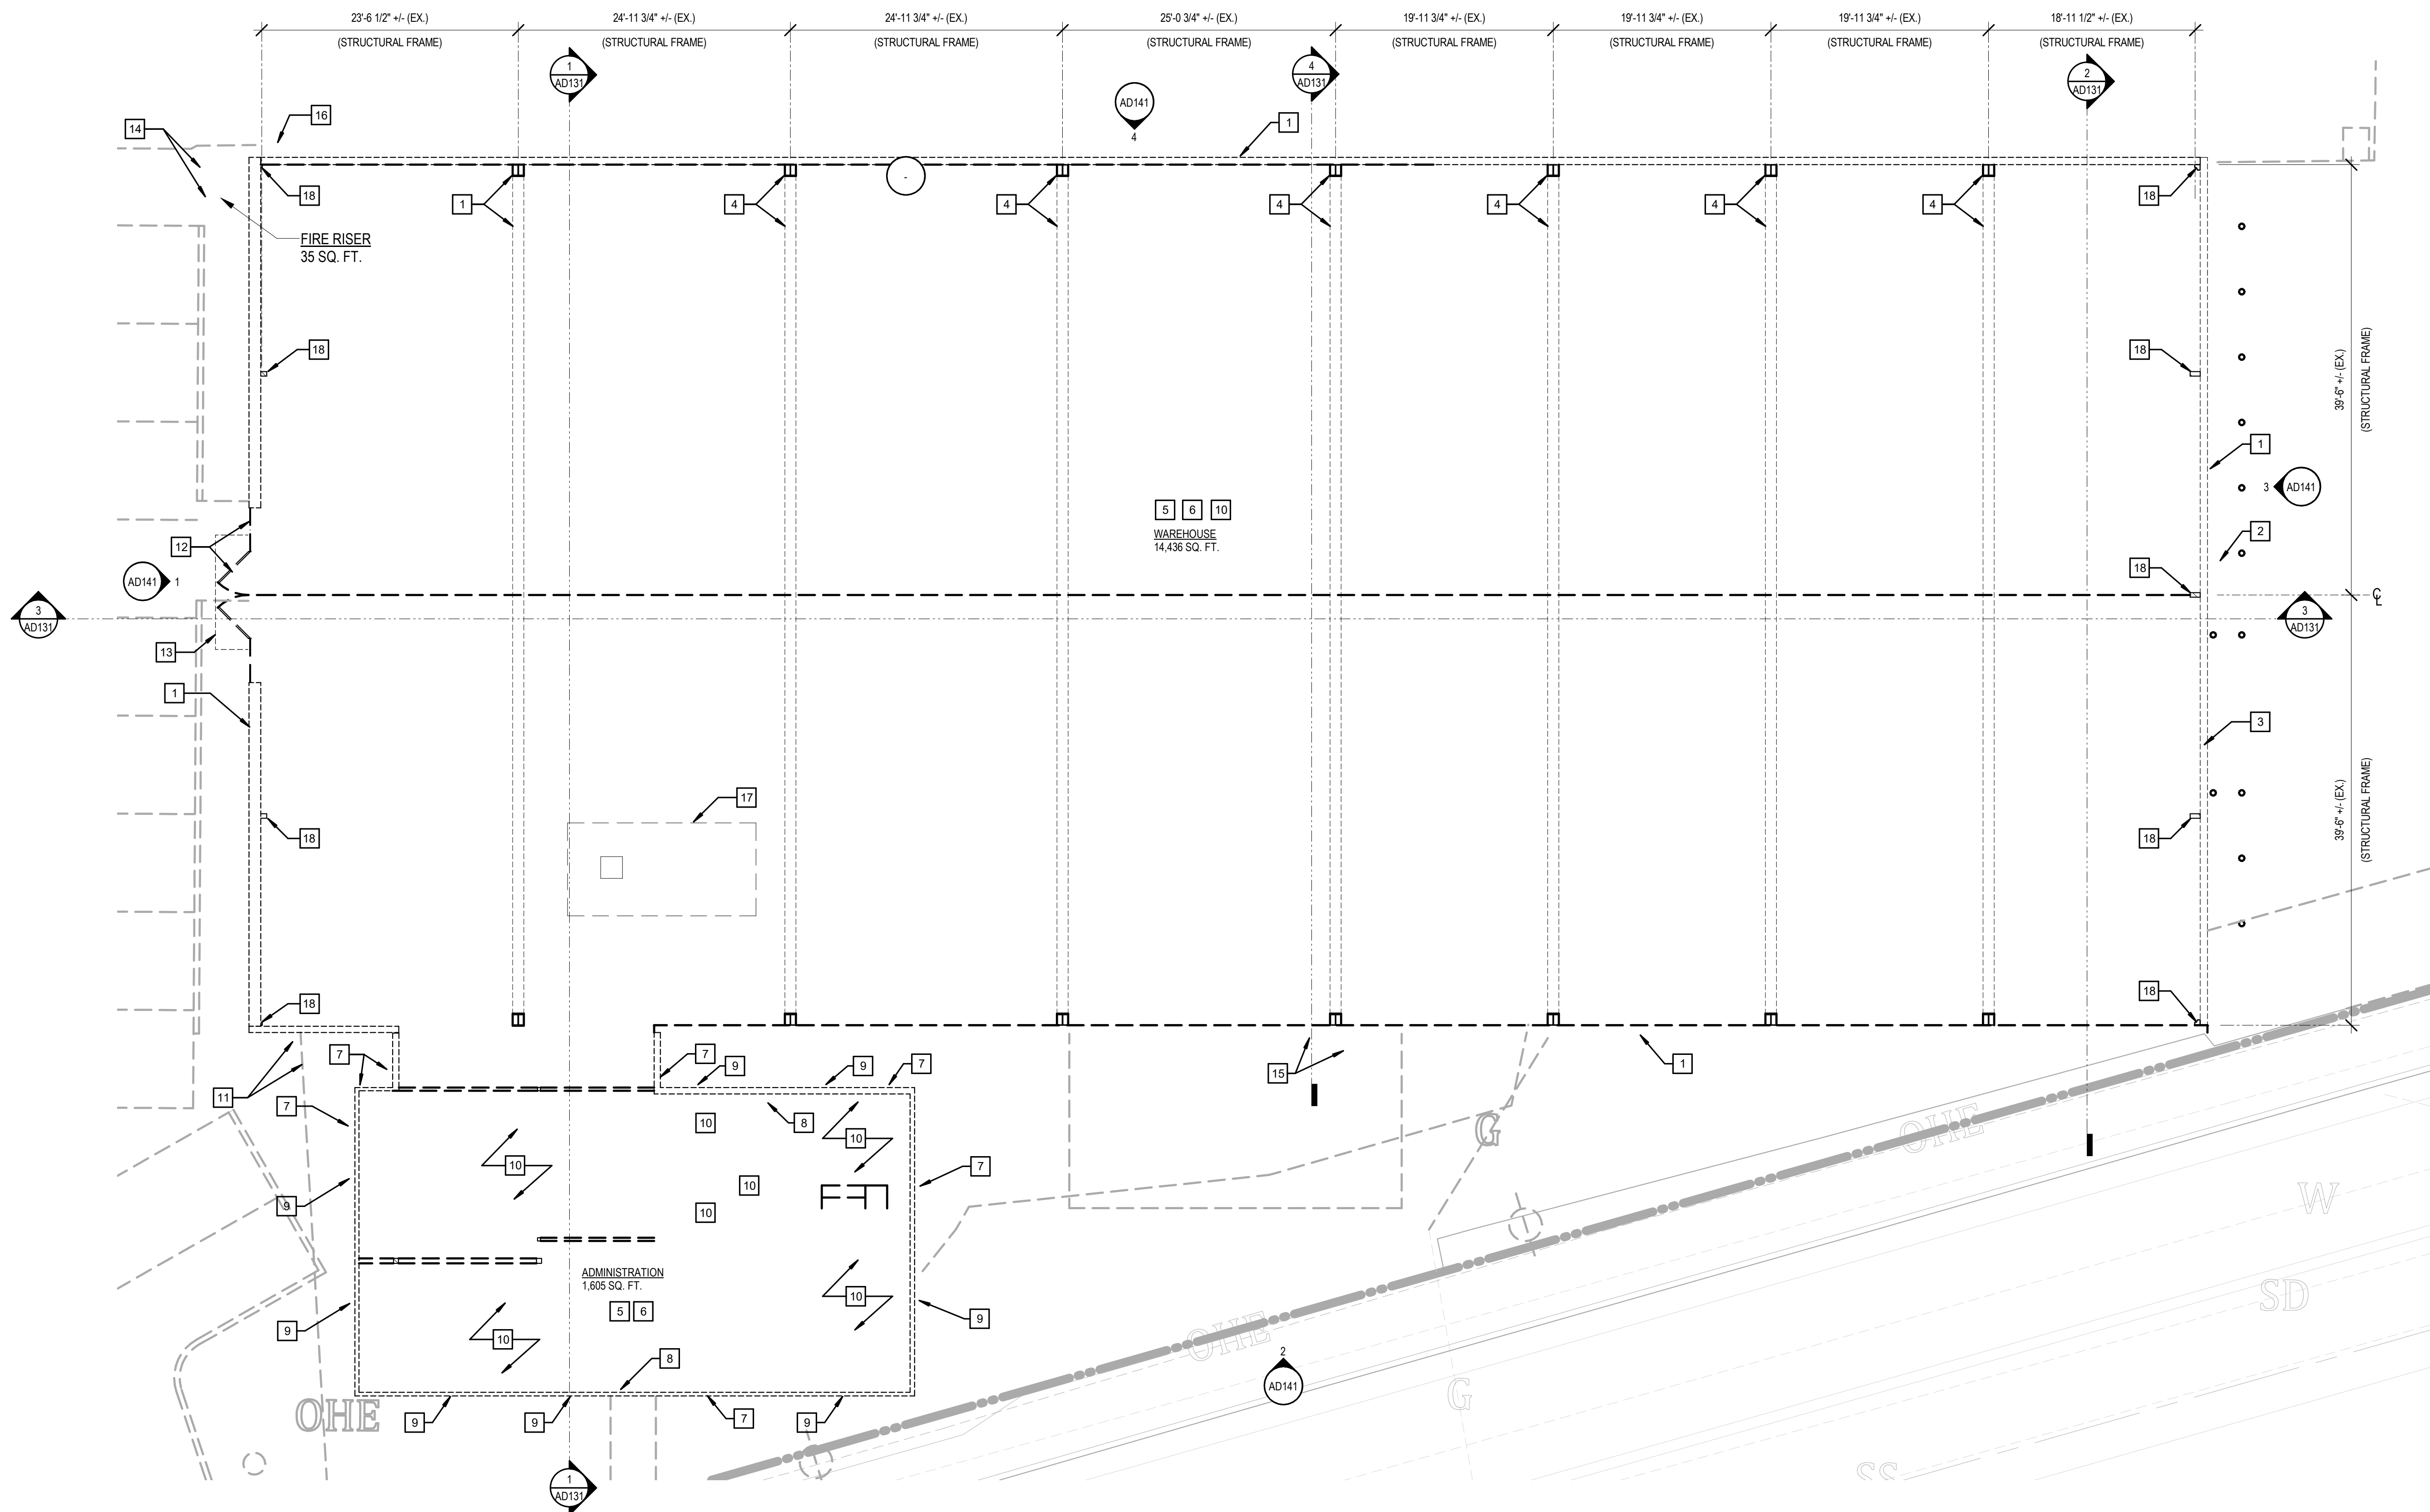 23'-6 1/2" +/- (EX.)
(STRUCTURAL FRAME)
24'-11 3/4" +/- (EX.)
(STRUCTURAL FRAME)
24'-11 3/4" +/- (EX.)
(STRUCTURAL FRAME)
25'-0 3/4" +/- (EX.)
(STRUCTURAL FRAME)
19'-11 3/4" +/- (EX.)
(STRUCTURAL FRAME)
19'-11 3/4" +/- (EX.)
(STRUCTURAL FRAME)
19'-11 3/4" +/- (EX.)
(STRUCTURAL FRAME)
18'-11 1/2" +/- (EX.)
(STRUCTURAL FRAME)
1
AD131
4
AD131
2
AD131
AD141
4
16
14
1
18
1
4
4
4
4
4
4
18
-
FIRE RISER
35 SQ. FT.
18
18
39'-6" +/- (EX.)
(STRUCTURAL FRAME)
1
3
AD141
5 6 10
WAREHOUSE
14,436 SQ. FT.
12
2
AD141
1
18
CL
3
AD131
3
AD131
13
1
3
17
18
18
39'-6" +/- (EX.)
(STRUCTURAL FRAME)
18
18
7
7
9
9
7
15
1
11
7
8
10
10
10
7
10
10
9
W
G
OHE
ADMINISTRATION
1,605 SQ. FT.
5 6
10
9
10
9
8
OHE
SD
2
AD141
G
OHE
9
9
7
9
SS
1
AD131